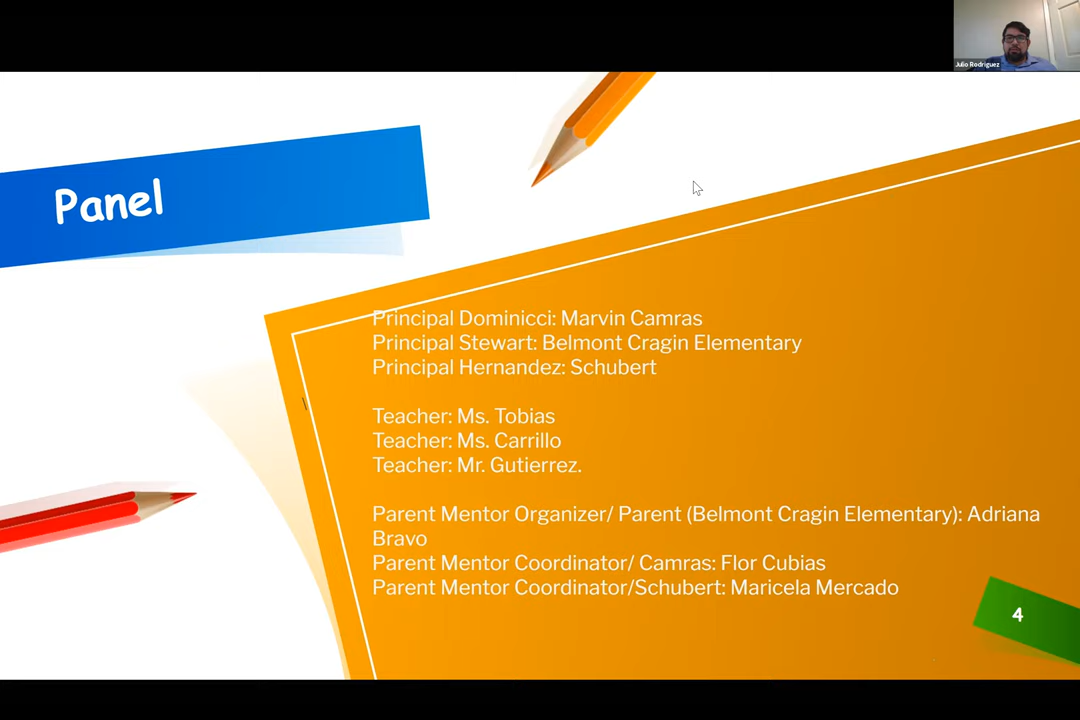 Julio Rodriguez
Panel
Principal Dominicci: Marvin Camras
Principal Stewart: Belmont Cragin Elementary
Principal Hernandez: Schubert
Teacher: Ms. Tobias
Teacher: Ms. Carrillo
Teacher: Mr. Gutierrez.
Parent Mentor Organizer/ Parent (Belmont Cragin Elementary): Adriana
Bravo
Parent Mentor Coordinator/ Camras: Flor Cubias
Parent Mentor Coordinator/Schubert: Maricela Mercado
4